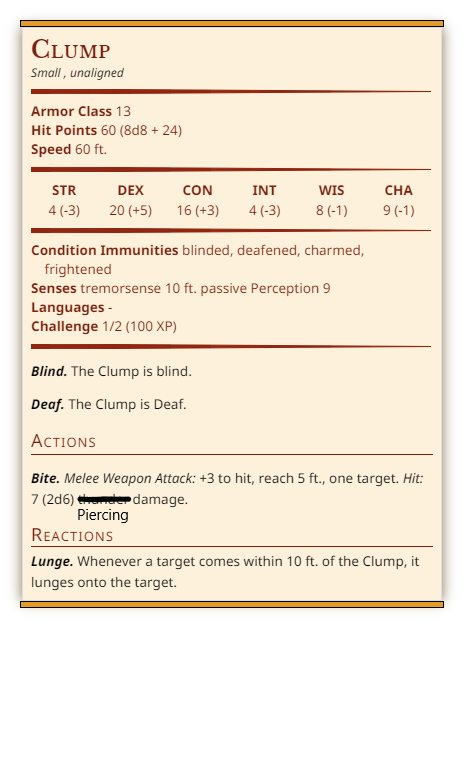 Clump
Small , unaligned
Armor Class 13
Hit Points 60 (8d8 + 24)
Speed 60 ft.
STR DEX CON INT WIS CHA
4 (-3) 20 (+5) 16 (+3) 4 (-3) 8 (-1) 9 (-1)
Condition Immunities blinded, deafened, charmed,
frightened
Senses tremorsense 10 ft. passive Perception 9
Languages -
Challenge 1/2 (100 XP)
Blind. The Clump is blind.
Deaf. The Clump is Deaf.
Actions
Bite. Melee Weapon Attack: +3 to hit, reach 5 ft., one target. Hit:
7 (2d6) thunder damage.
Piercing
Reactions
Lunge. Whenever a target comes within 10 ft. of the Clump, it
lunges onto the target.